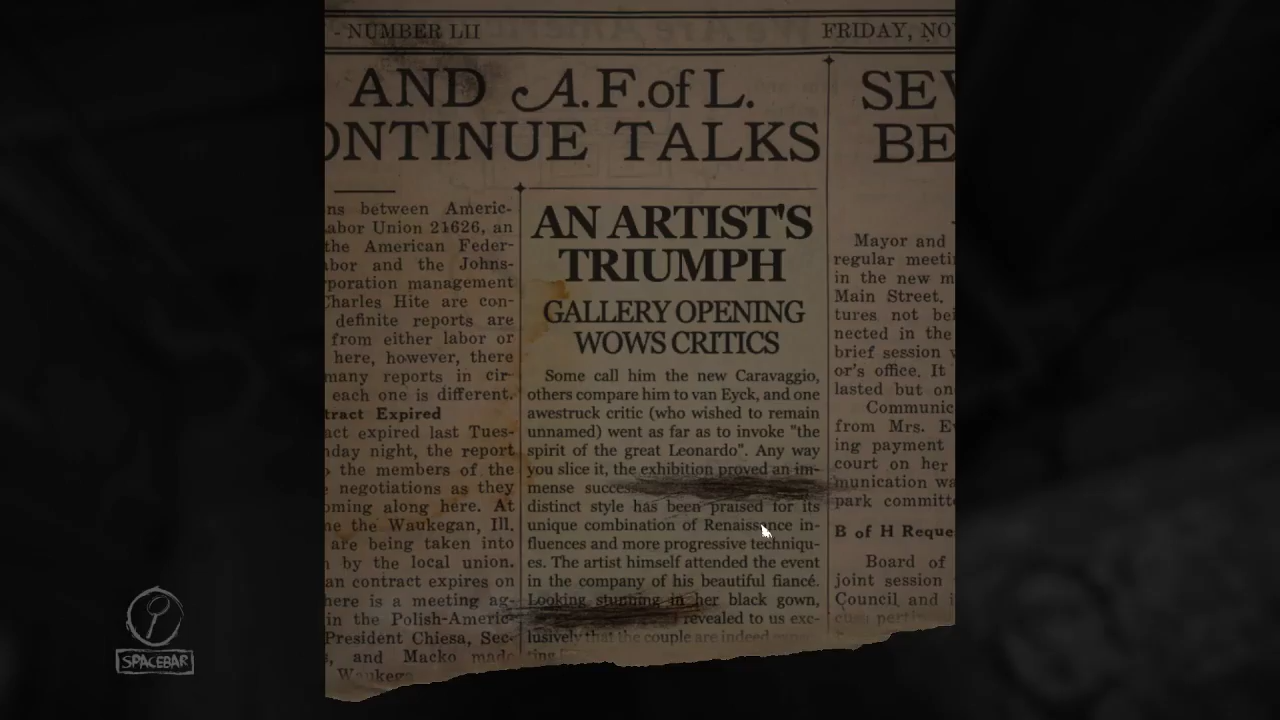 - NUMBER LII
FRIDAY, NO
AND A.F.of L.
ONTINUE TALKS
ns between Americ-
abor Union 21626, an
the American Feder-
bor and the Johns-
poration management
Charles Hite are con-
definite reports are
from either labor or
here, however, there
many reports in cir-
each one is different.
tract Expired
act expired last Tues-
day night, the report
the members of the
negotiations as they
oming along here. At
the Waukegan, Ill.
are being taken into
by the local union.
an contract expires on
here is a meeting ag-
in the Polish-Americ-
President Chiesa, Sec-
, and Macko made
Waukega
AN ARTIST'S
TRIUMPH
GALLERY OPENING
WOWS CRITICS
Some call him the new Caravaggio,
others compare him to van Eyck, and one
awestruck critic (who wished to remain
unnamed) went as far as to invoke "the
spirit of the great Leonardo". Any way
you slice it, the exhibition proved an im-
mense succes
distinct style has been praised for its
unique combination of Renaissance in-
fluences and more progressive techniqu-
es. The artist himself attended the event
in the company of his beautiful fiancé.
Looking stunning in her black gown,
revealed to us exc-
lusively that the couple are indeed expec-
ting
SEV
BE
Mayor and
regular meeti
in the new m
Main Street.
tures not bei
nected in the
brief session
or's office. It
lasted but on
Communic
from Mrs. Ev
ing payment
court on her
munication wa
park committe
B of H Reque
Board of
joint session
Council and i
SPACEBAR